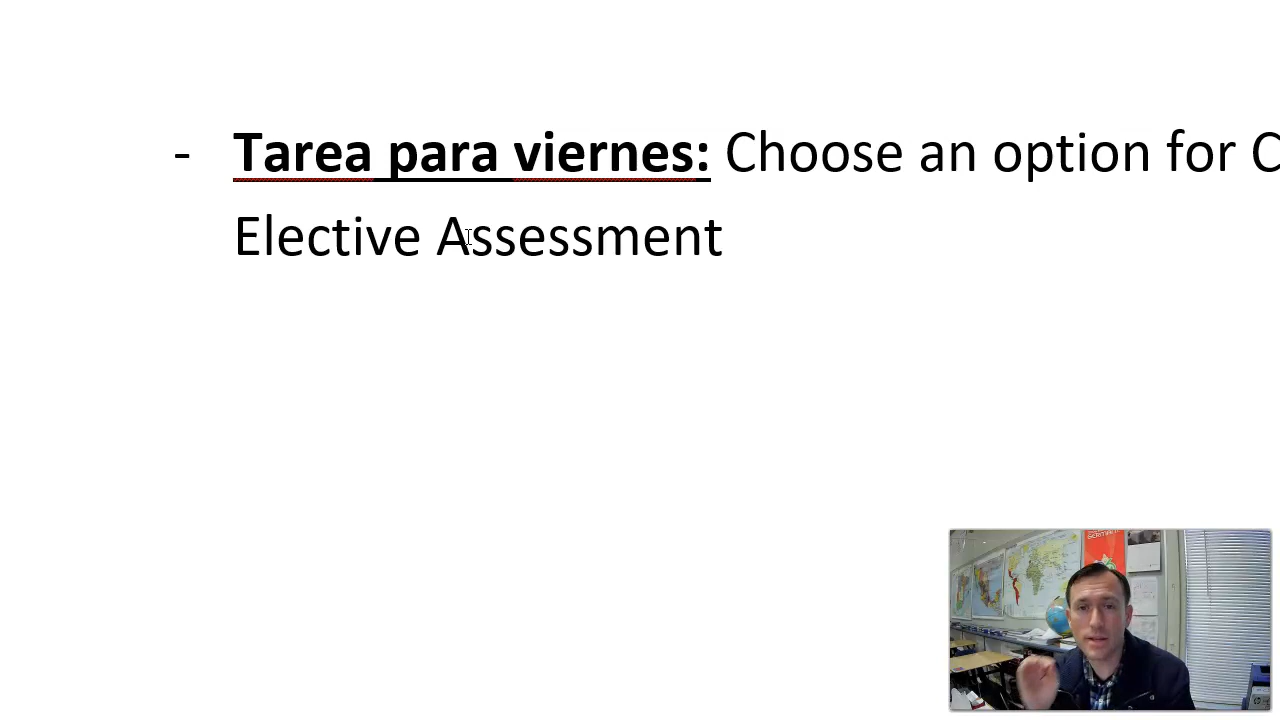 - Tarea para viernes: Choose an option for C
Elective Assessment